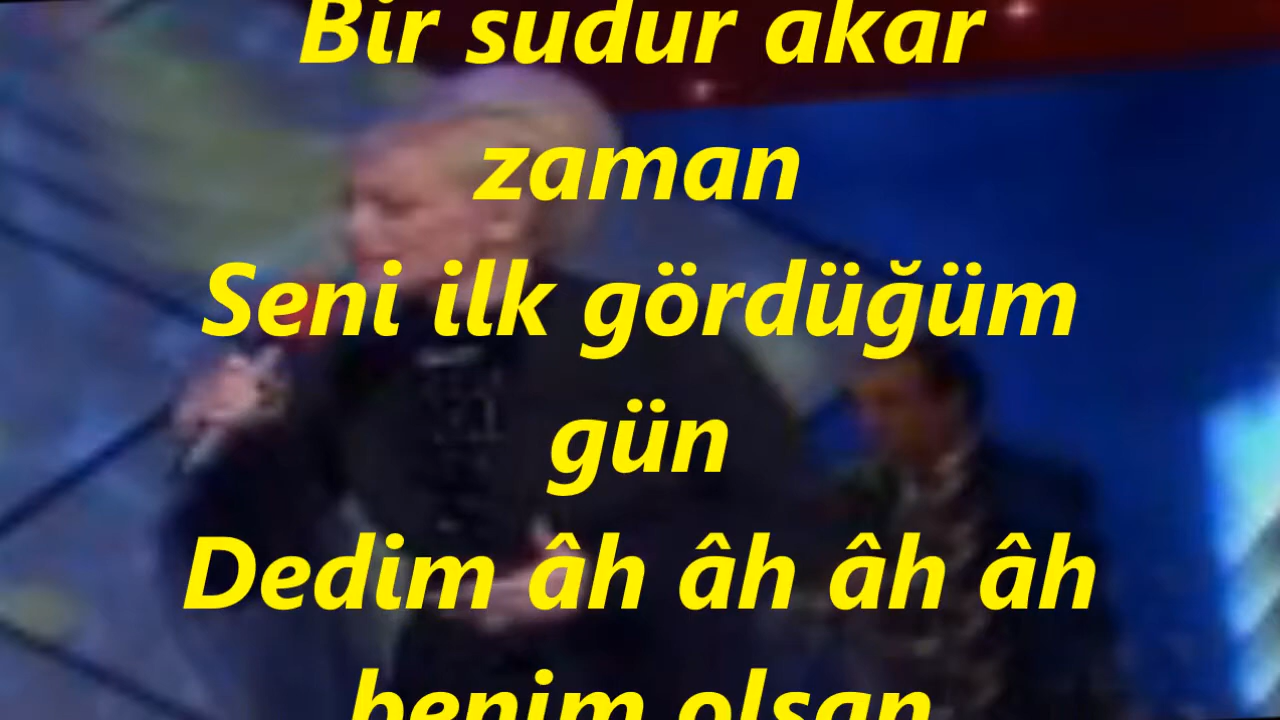 Bir sudur akar
zaman
Seni ilk gördüğüm
gün
Dedim âh âh âh âh
benim olsan